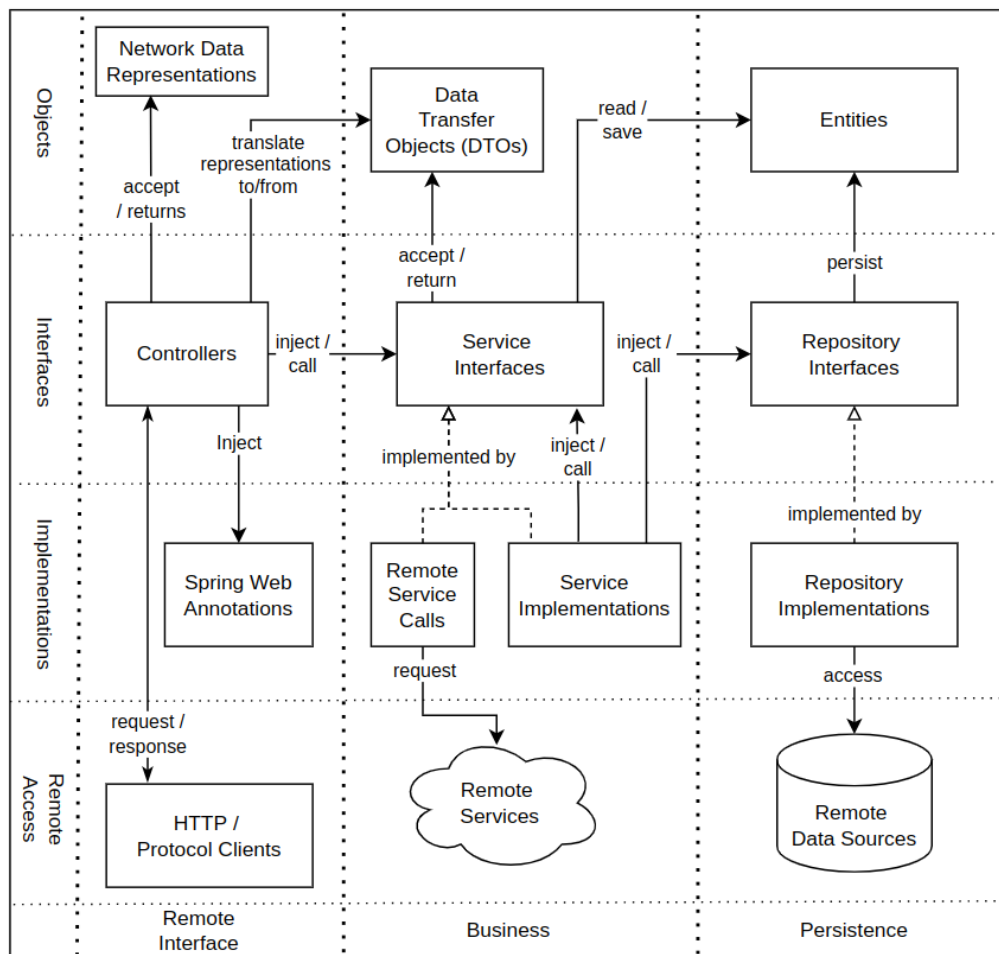 Objects
Network Data
Representations
Data
Transfer
Objects (DTOs)
read /
save
Entities
translate
representations
to/from
accept
/ returns
accept /
return
persist
Interfaces
Controllers
inject /
call
Service
Interfaces
inject /
call
Repository
Interfaces
Inject
implemented by
inject /
call
implemented by
Implementations
Spring Web
Annotations
Remote
Service
Calls
Service
Implementations
Repository
Implementations
request
access
Remote
Access
request /
response
HTTP /
Protocol Clients
Remote
Services
Remote
Data Sources
Remote
Interface
Business
Persistence